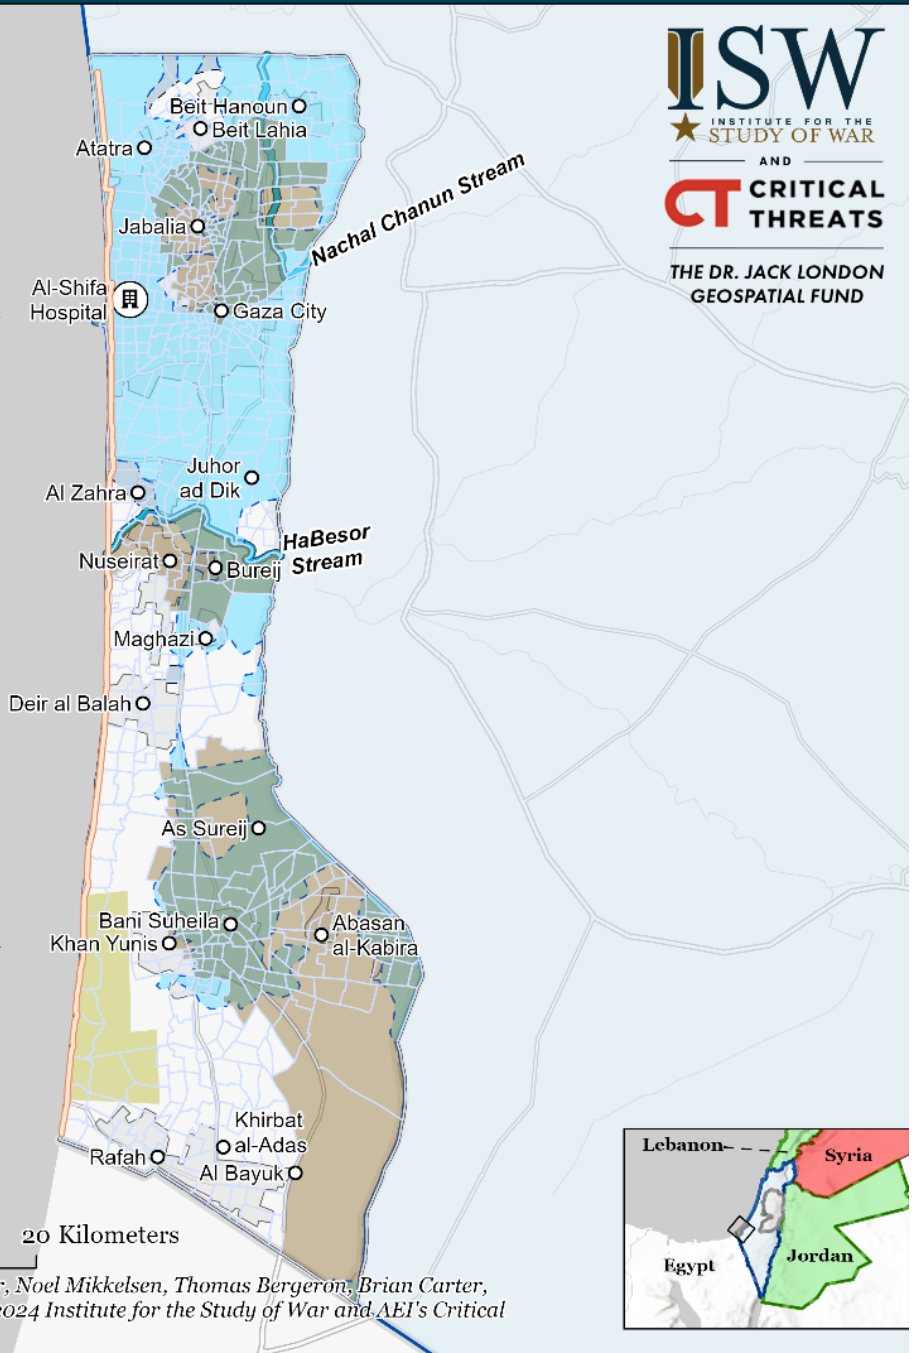 ISW
INSTITUTE FOR THE
STUDY OF WAR
AND
CT CRITICAL
THREATS
THE DR. JACK LONDON
GEOSPATIAL FUND
Beit Hanoun
Beit Lahia
Atatra
Nachal Chanun Stream
Jabalia
Al-Shifa
Hospital
Gaza City
Juhor
ad Dik
Al Zahra
HaBesor
Stream
Nuseirat
Bureij
Maghazi
Deir al Balah
As Sureij
Bani Suheila
Abasan
al-Kabira
Khan Yunis
Khirbat
al-Adas
Rafah
Al Bayuk
Lebanon
Syria
Egypt
Jordan
20 Kilometers
, Noel Mikkelsen, Thomas Bergeron, Brian Carter,
2024 Institute for the Study of War and AEI's Critical